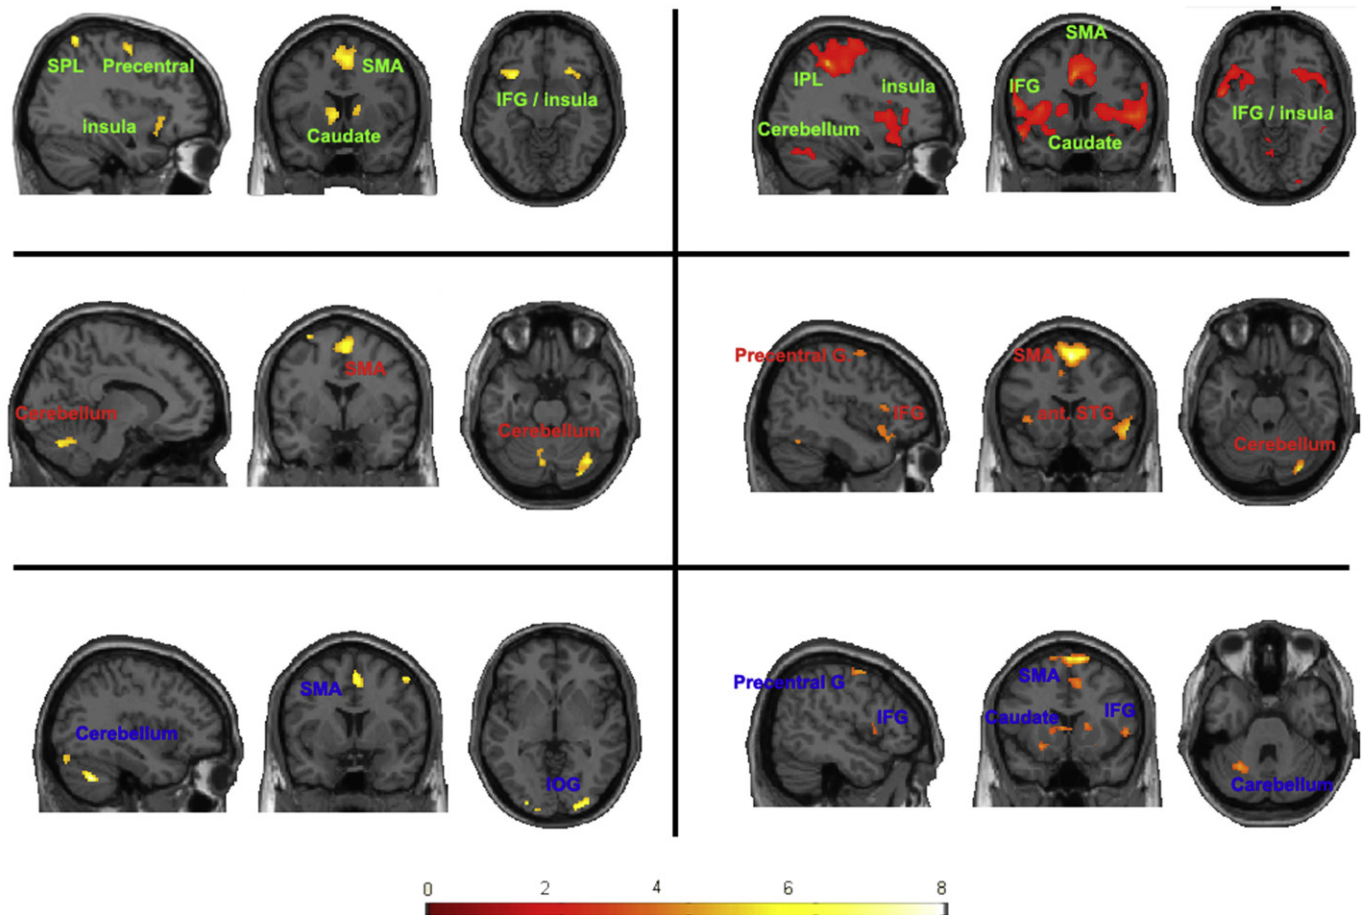 SPL Precentral
insula
SMA
Caudate
IFG / insula
IPL
insula
Cerebellum
SMA
IFG
Caudate
IFG / insula
Cerebellum
SMA
Cerebellum
Precentral G.
IFG
SMA
ant. STG
Cerebellum
Cerebellum
SMA
IOG
Precentral G
IFG
SMA
Caudate
IFG
Carebellum
0 2 4 6 8